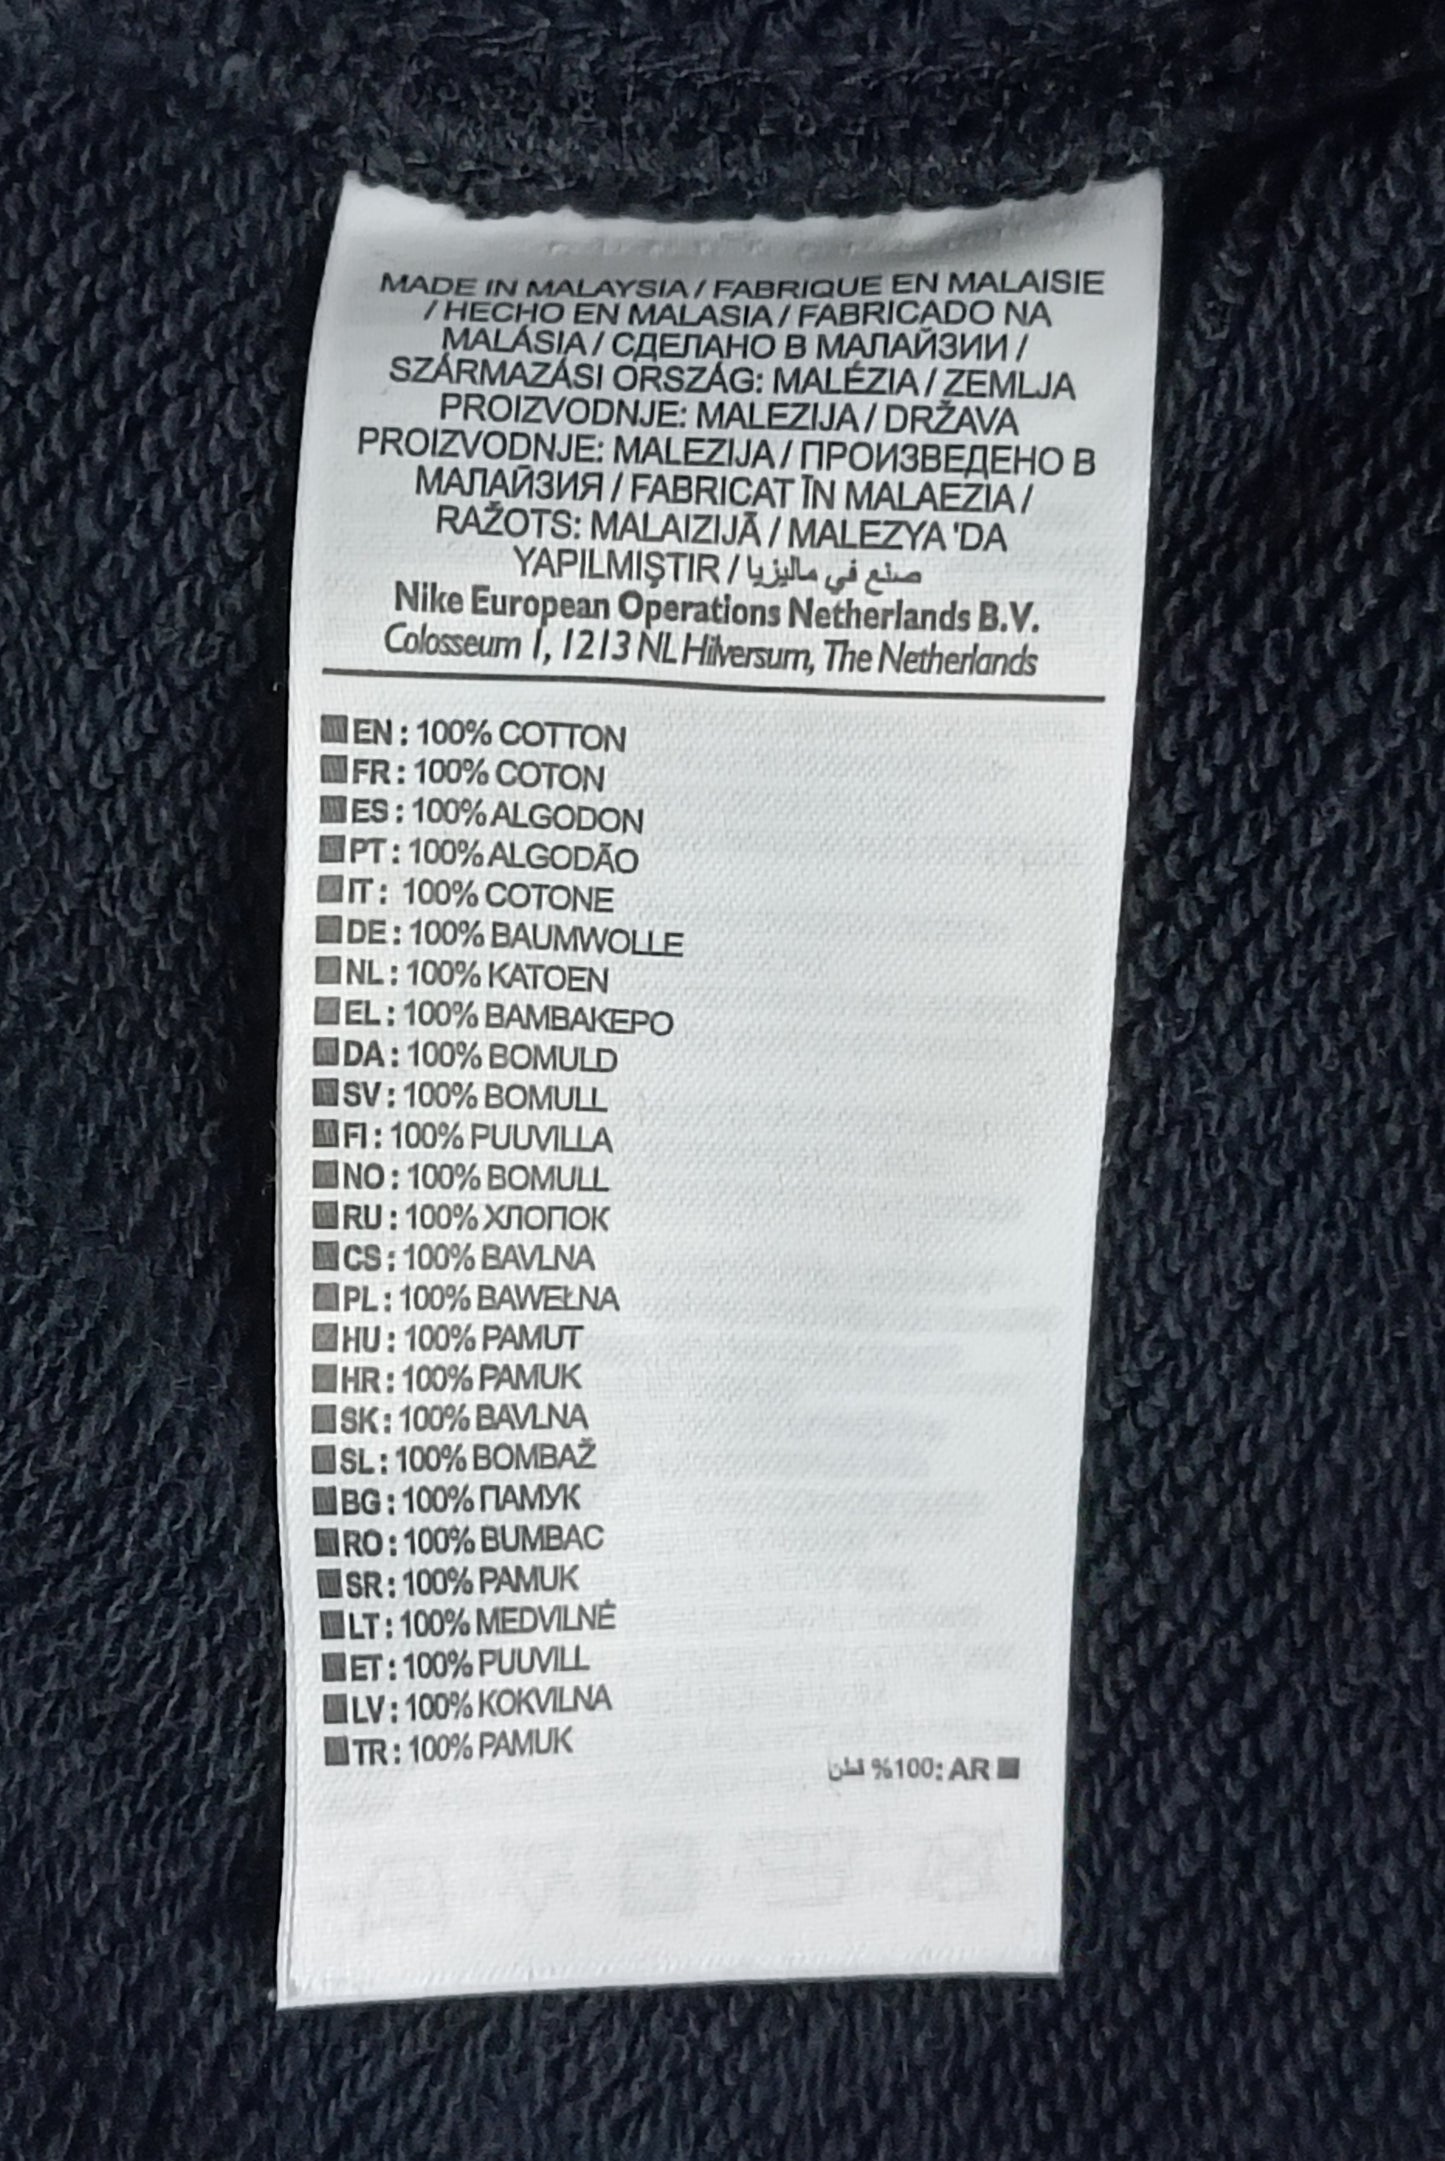 MADE IN MALAYSIA / FABRIQUE EN MALAISIE
/ HECHO EN MALASIA / FABRICADO NA
MALÁSIA / СДЕЛАНО В МАЛАЙЗИИ /
SZÁRMAZÁSI ORSZÁG: MALÉZIA / ZEMLJA
PROIZVODNJE: MALEZIJA / DRŽAVA
PROIZVODNJE: MALEZIJA / ПРОИЗВЕДЕНО В
МАЛАЙЗИЯ / FABRICAT ÎN MALAEZIA /
RAŽOTS: MALAIZIJĀ / MALEZYA 'DA
YAPILMIŞTIR / صنع في ماليزيا
Nike European Operations Netherlands B.V.
Colosseum 1, 1213 NL Hilversum, The Netherlands
EN : 100% COTTON
FR : 100% COTON
ES : 100% ALGODON
PT : 100% ALGODÃO
IT : 100% COTONE
DE : 100% BAUMWOLLE
NL : 100% KATOEN
EL : 100% ΒΑΜΒΑΚΕΡΟ
DA : 100% BOMULD
SV : 100% BOMULL
FI : 100% PUUVILLA
NO : 100% BOMULL
RU : 100% ХЛОПОК
CS : 100% BAVLNA
PL : 100% BAWEŁNA
HU : 100% PAMUT
HR : 100% PAMUK
SK : 100% BAVLNA
SL : 100% BOMBAŽ
BG : 100% ПАМУК
RO : 100% BUMBAC
SR : 100% PAMUK
LT : 100% MEDVILNĖ
ET : 100% PUUVILL
LV : 100% KOKVILNA
TR : 100% PAMUK
AR :100% قطن